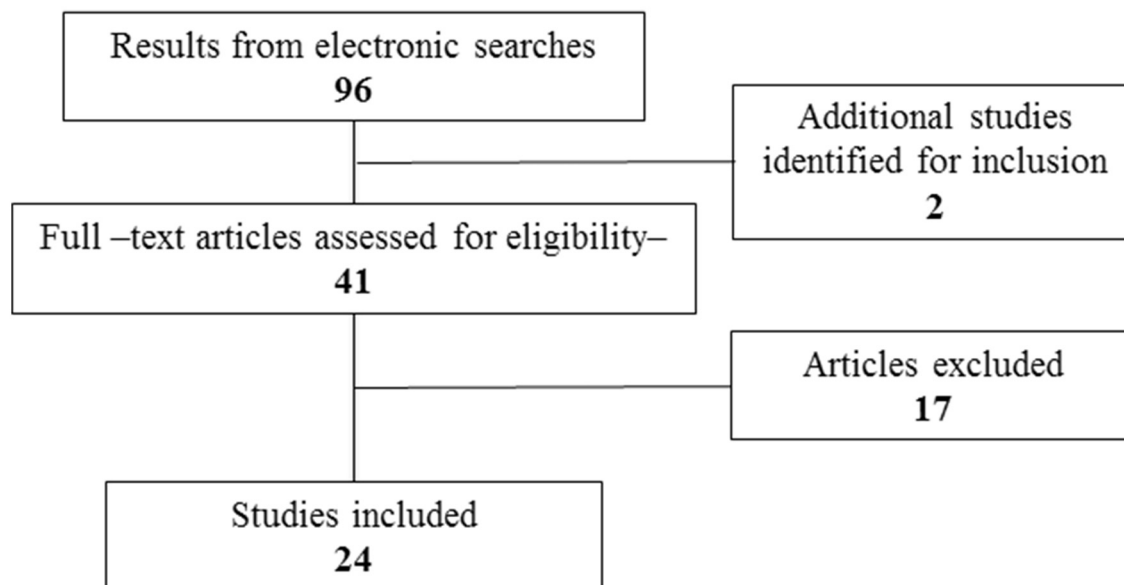 Results from electronic searches
96
Additional studies
identified for inclusion
2
Full –text articles assessed for eligibility–
41
Articles excluded
17
Studies included
24